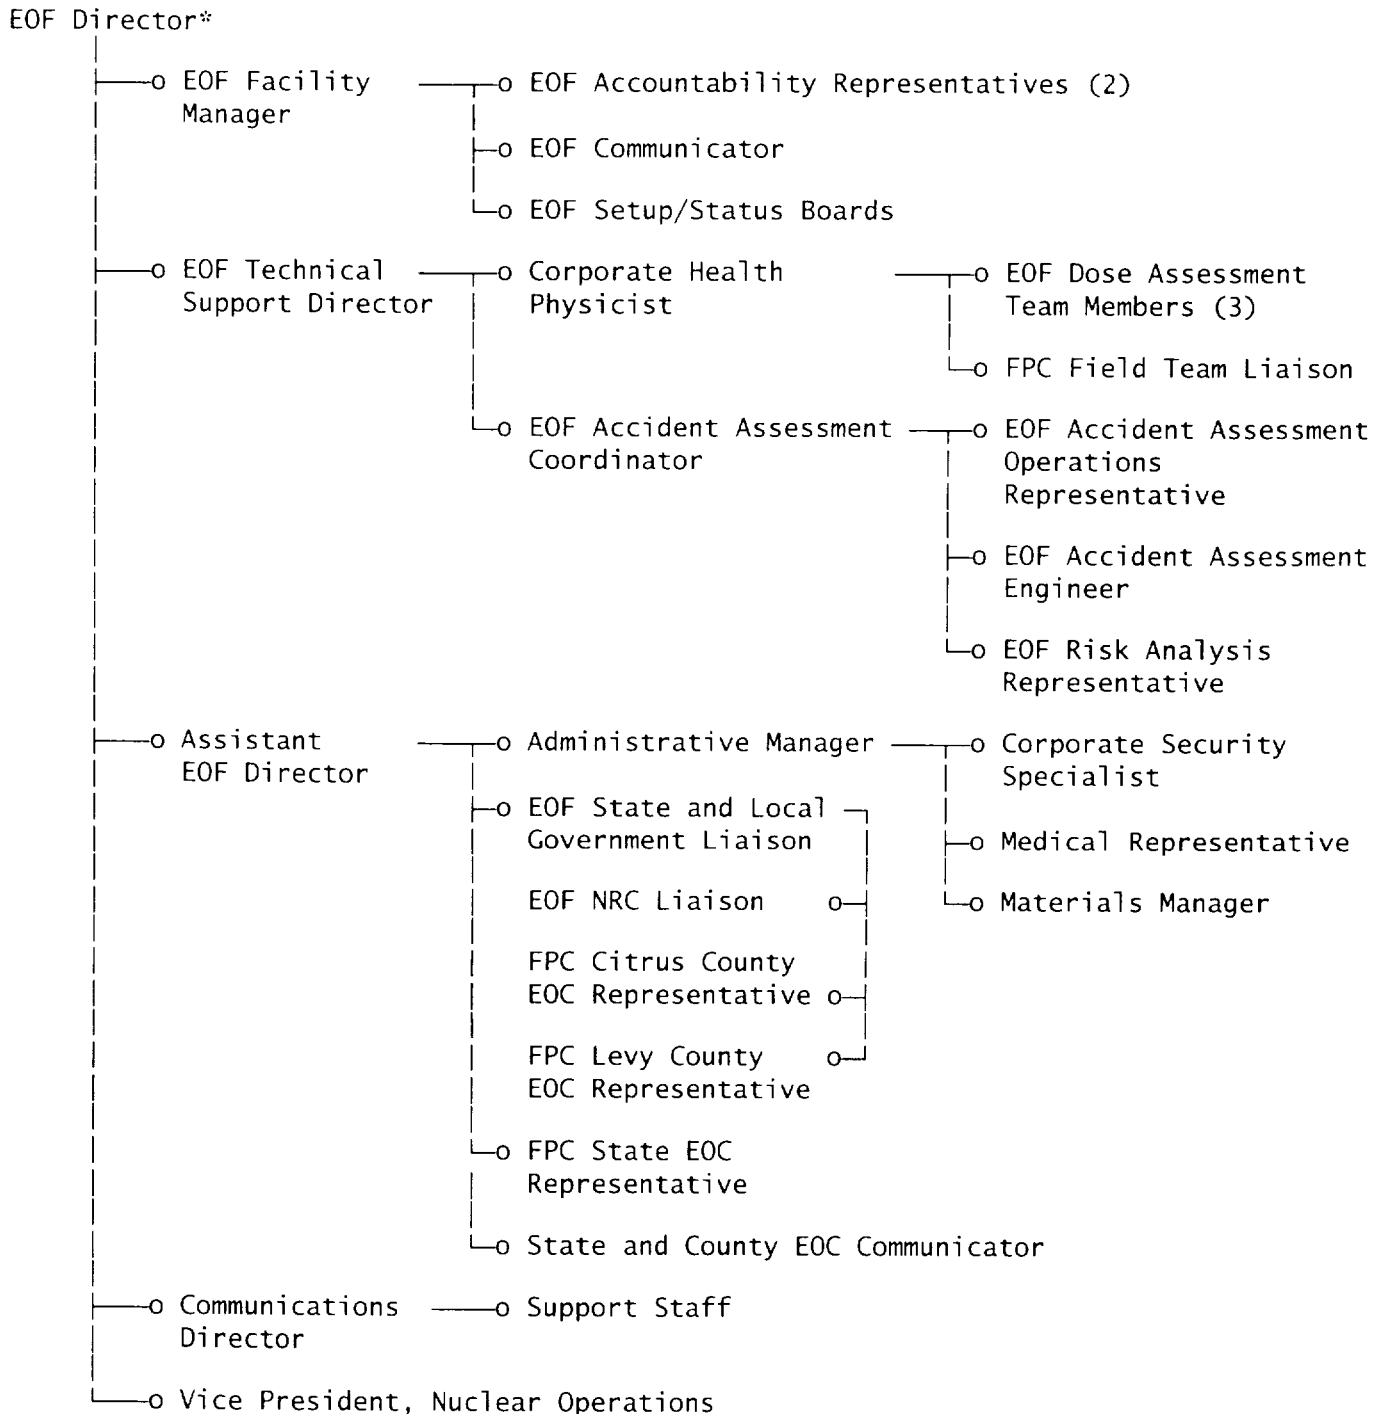 EOF Director*
EOF Facility
Manager
EOF Accountability Representatives (2)
EOF Communicator
EOF Setup/Status Boards
EOF Technical
Support Director
Corporate Health
Physicist
EOF Dose Assessment
Team Members (3)
FPC Field Team Liaison
EOF Accident Assessment
Coordinator
EOF Accident Assessment
Operations
Representative
EOF Accident Assessment
Engineer
EOF Risk Analysis
Representative
Assistant
EOF Director
Administrative Manager
Corporate Security
Specialist
Medical Representative
Materials Manager
EOF State and Local
Government Liaison
EOF NRC Liaison
FPC Citrus County
EOC Representative
FPC Levy County
EOC Representative
FPC State EOC
Representative
State and County EOC Communicator
Communications
Director
Support Staff
Vice President, Nuclear Operations